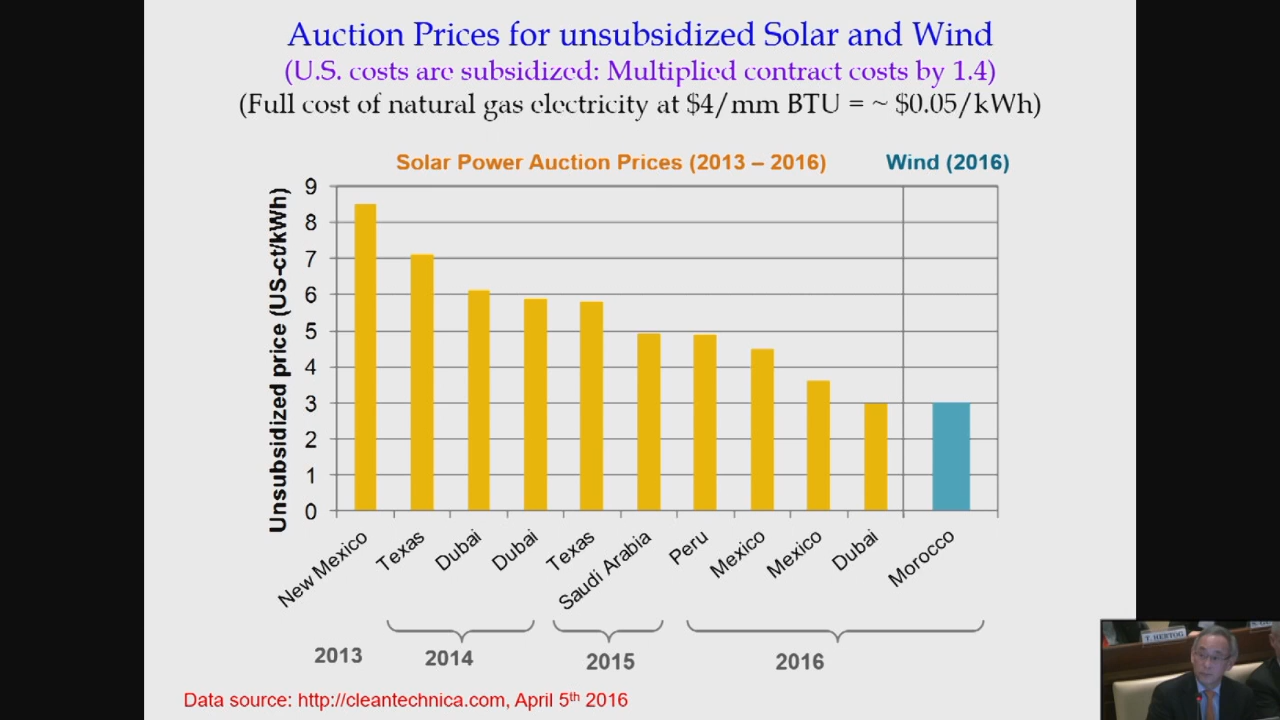 Auction Prices for unsubsidized Solar and Wind
(U.S. costs are subsidized: Multiplied contract costs by 1.4)
(Full cost of natural gas electricity at $4/mm BTU = ~ $0.05/kWh)
Solar Power Auction Prices (2013 – 2016)
Wind (2016)
Unsubsidized price (US-ct/kWh)
9
8
7
6
5
4
3
2
1
0
New Mexico
Texas
Dubai
Dubai
Texas
Saudi Arabia
Peru
Mexico
Mexico
Dubai
Morocco
2013
2014
2015
2016
Data source: http://cleantechnica.com, April 5th 2016
T. HERTOG